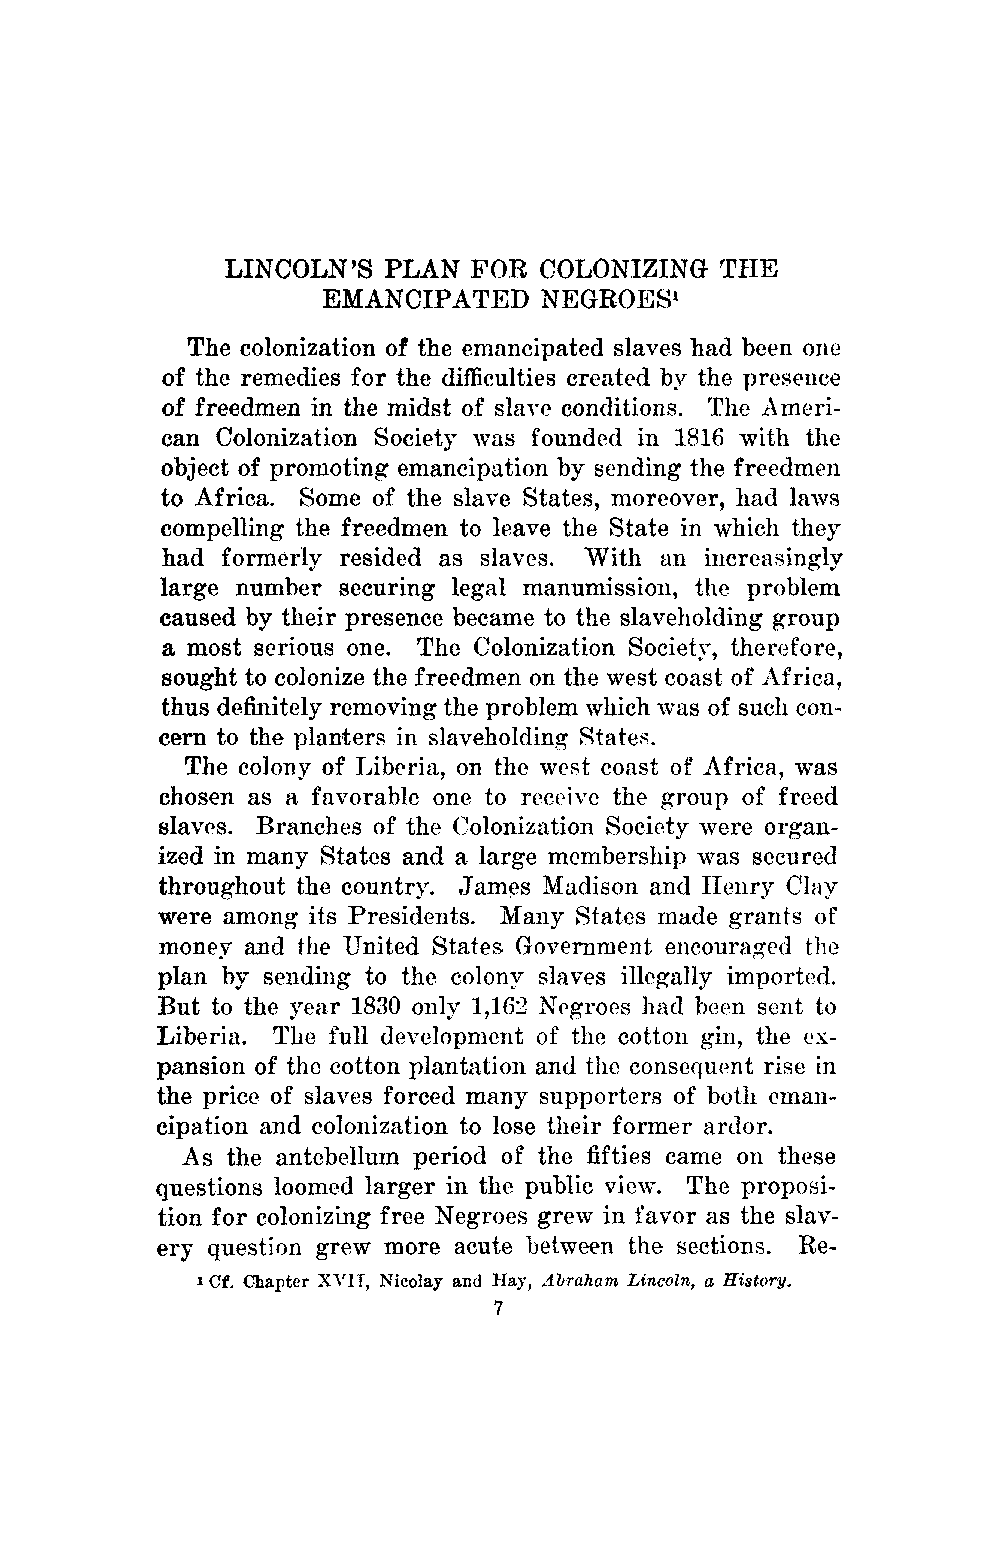 LINCOLN'S PLAN FOR COLONIZING THE
EMANCIPATED NEGROES¹
The colonization of the emancipated slaves had been one
of the remedies for the difficulties created by the presence
of freedmen in the midst of slave conditions. The Ameri-
can Colonization Society was founded in 1816 with the
object of promoting emancipation by sending the freedmen
to Africa. Some of the slave States, moreover, had laws
compelling the freedmen to leave the State in which they
had formerly resided as slaves. With an increasingly
large number securing legal manumission, the problem
caused by their presence became to the slaveholding group
a most serious one. The Colonization Society, therefore,
sought to colonize the freedmen on the west coast of Africa,
thus definitely removing the problem which was of such con-
cern to the planters in slaveholding States.
The colony of Liberia, on the west coast of Africa, was
chosen as a favorable one to receive the group of freed
slaves. Branches of the Colonization Society were organ-
ized in many States and a large membership was secured
throughout the country. James Madison and Henry Clay
were among its Presidents. Many States made grants of
money and the United States Government encouraged the
plan by sending to the colony slaves illegally imported.
But to the year 1830 only 1,162 Negroes had been sent to
Liberia. The full development of the cotton gin, the ex-
pansion of the cotton plantation and the consequent rise in
the price of slaves forced many supporters of both eman-
cipation and colonization to lose their former ardor.
As the antebellum period of the fifties came on these
questions loomed larger in the public view. The proposi-
tion for colonizing free Negroes grew in favor as the slav-
ery question grew more acute between the sections. Re-
¹ Cf. Chapter XVII, Nicolay and Hay, Abraham Lincoln, a History.
7